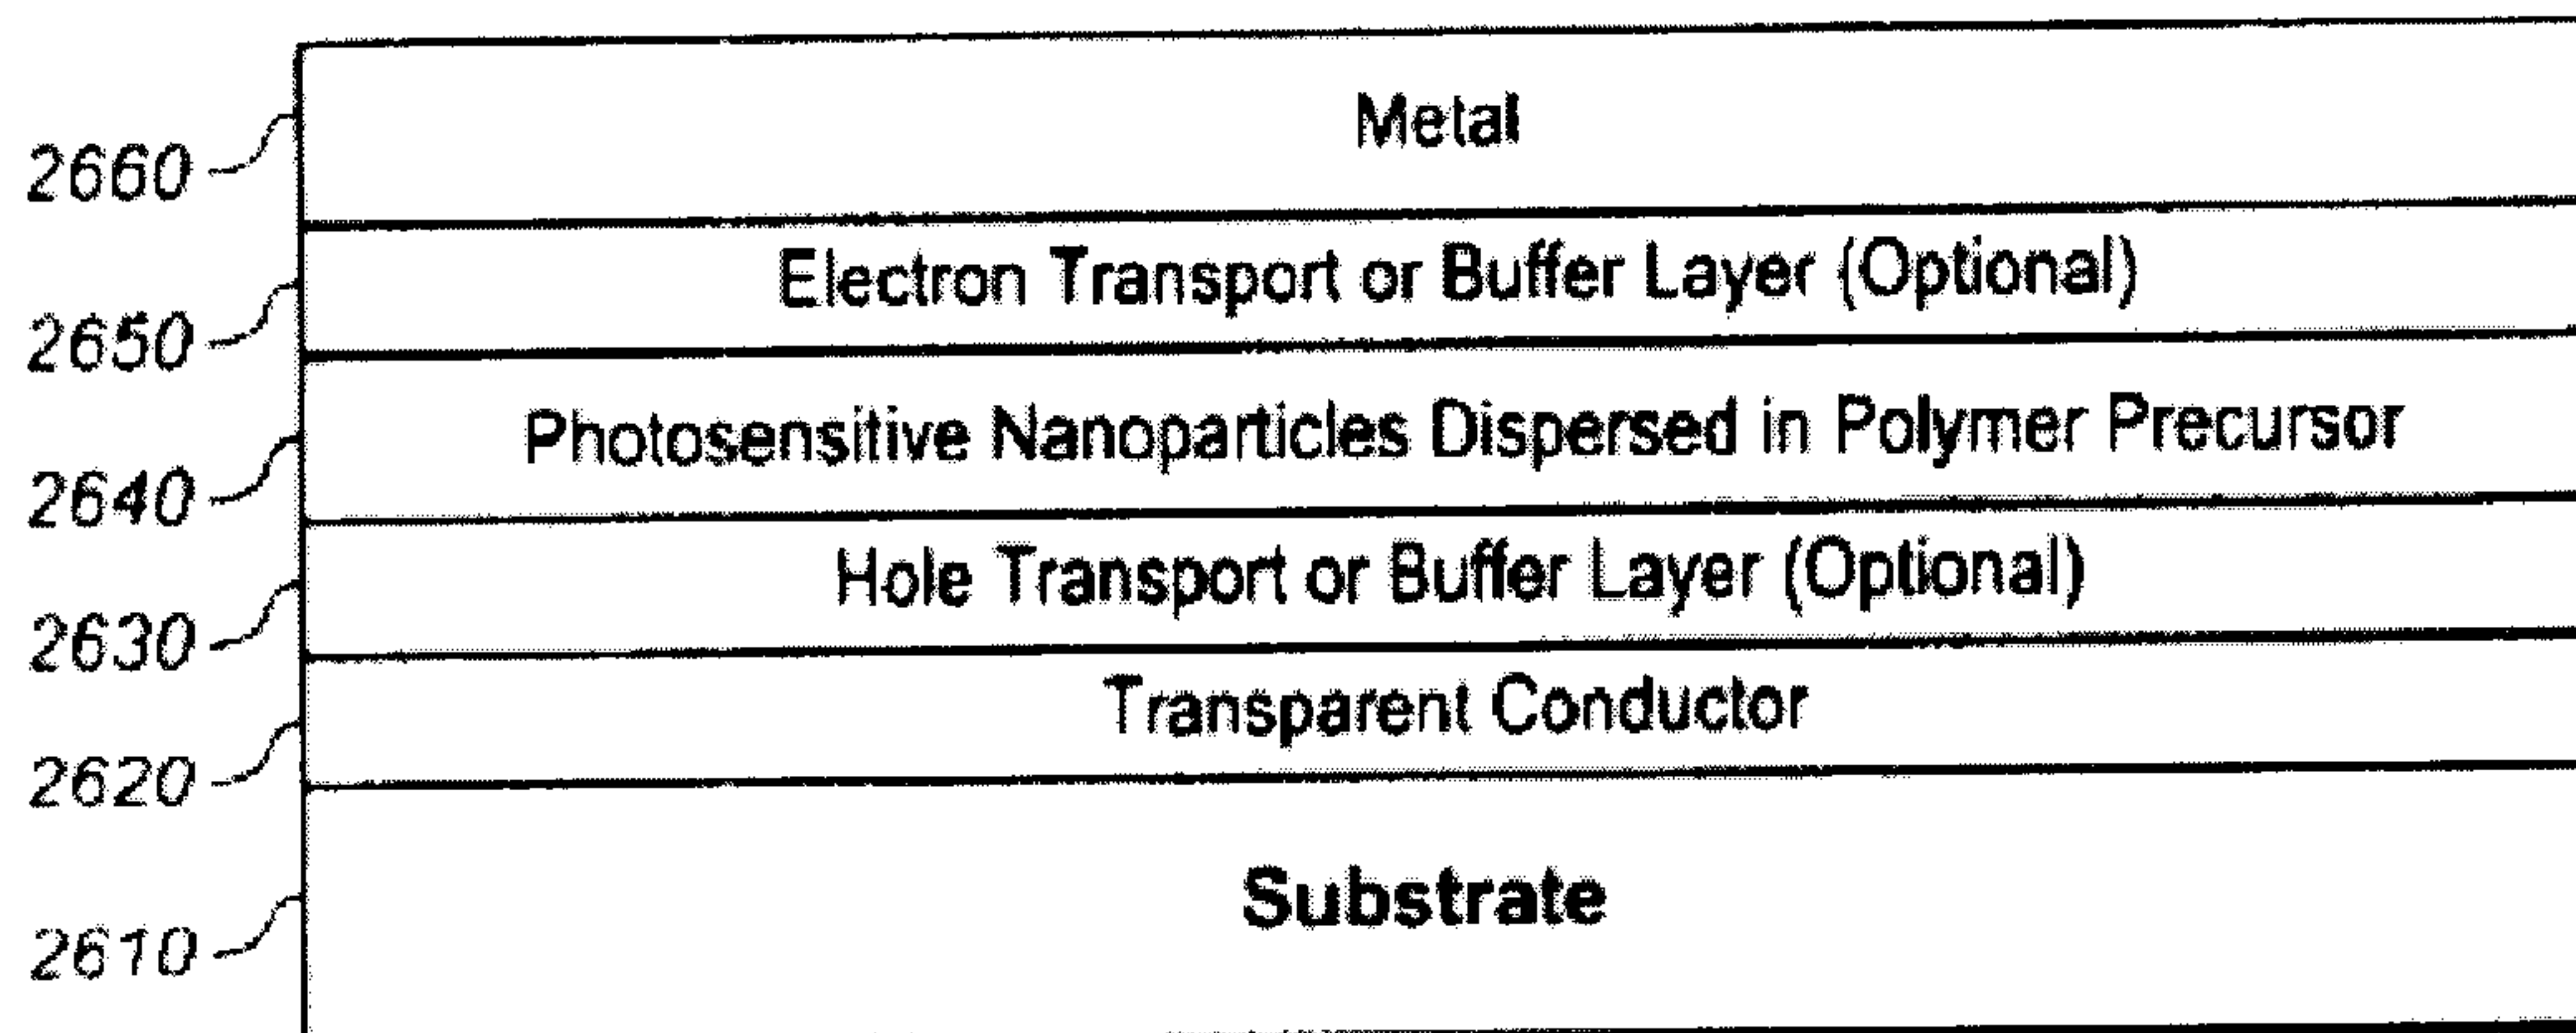 Metal
2660
Electron Transport or Buffer Layer (Optional)
2650
Photosensitive Nanoparticles Dispersed in Polymer Precursor
2640
Hole Transport or Buffer Layer (Optional)
2630
Transparent Conductor
2620
Substrate
2610